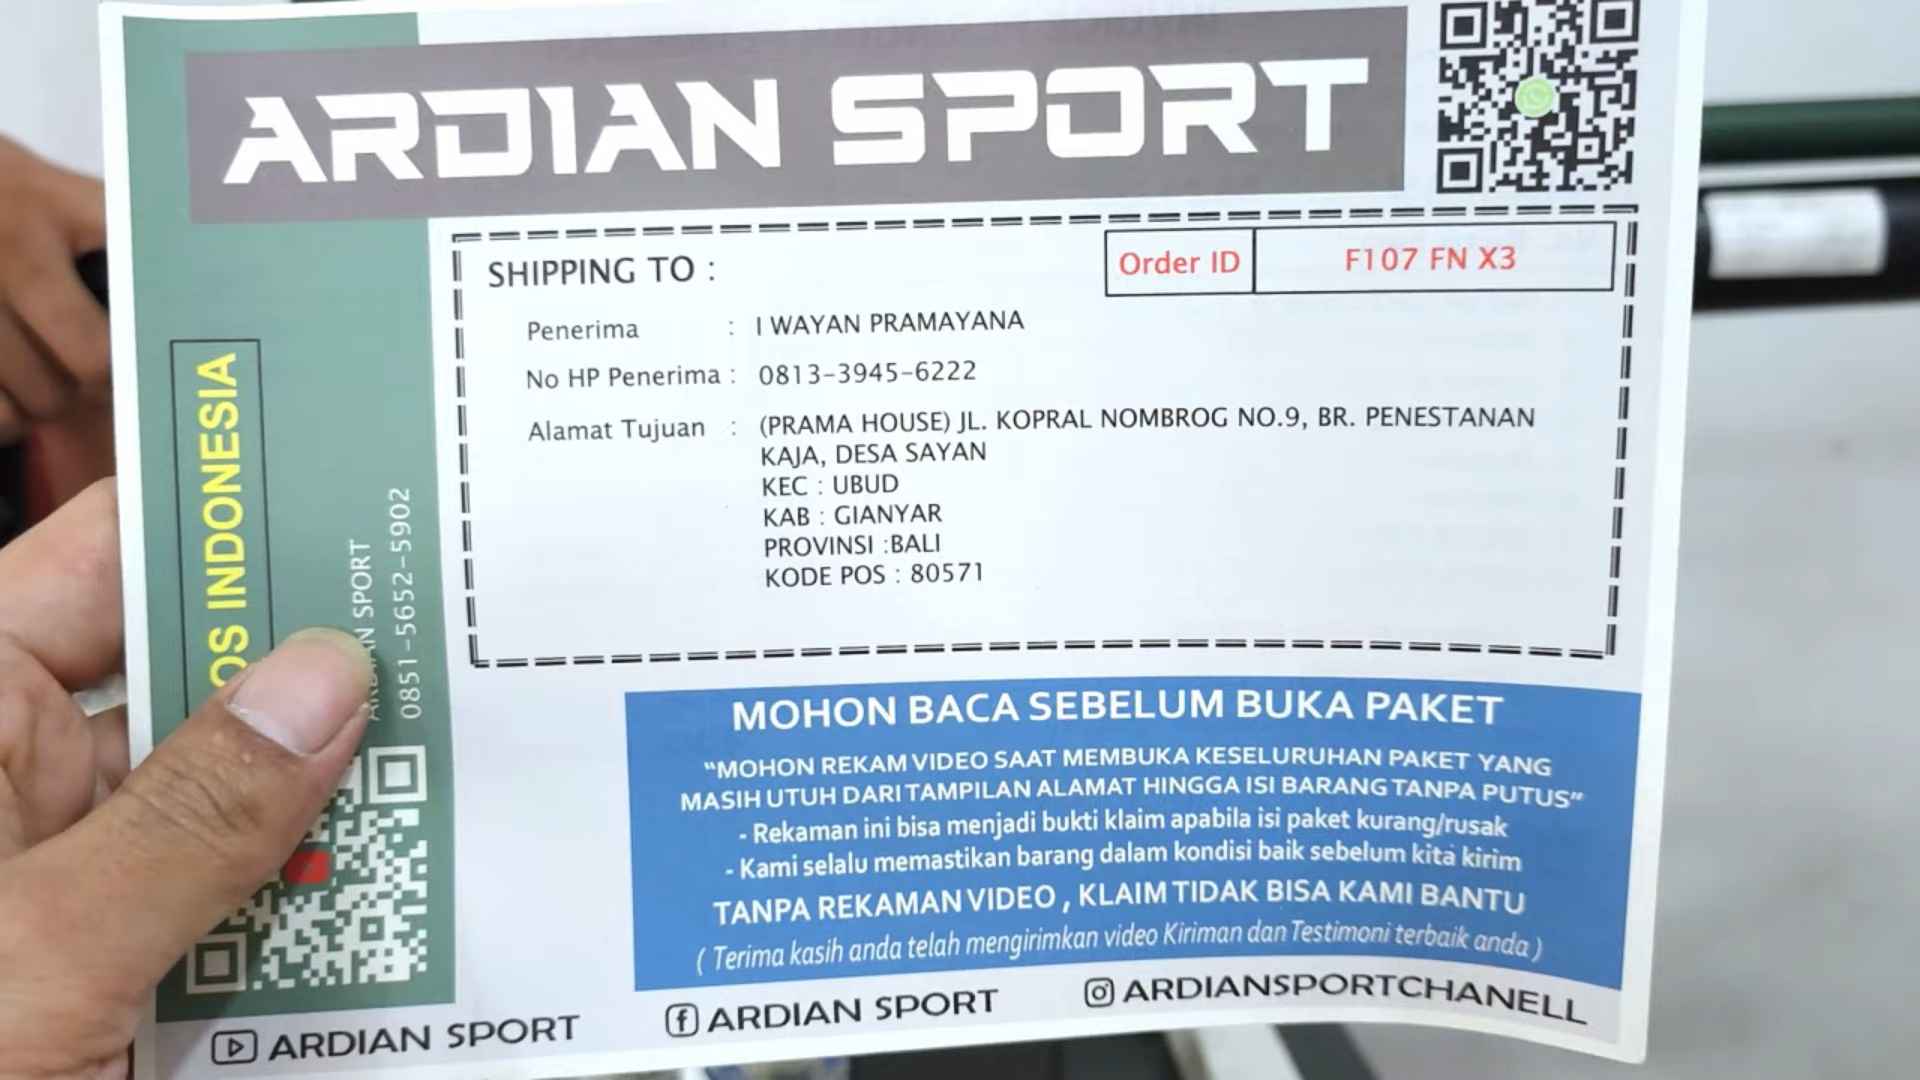 ARDIAN SPORT
SHIPPING TO :
Order ID F107 FN X3
Penerima : I WAYAN PRAMAYANA
No HP Penerima : 0813-3945-6222
Alamat Tujuan : (PRAMA HOUSE) JL. KOPRAL NOMBROG NO.9, BR. PENESTANAN
KAJA, DESA SAYAN
KEC : UBUD
KAB : GIANYAR
PROVINSI :BALI
KODE POS : 80571
INDONESIA
SPORT
0851-5652-5902
MOHON BACA SEBELUM BUKA PAKET
"MOHON REKAM VIDEO SAAT MEMBUKA KESELURUHAN PAKET YANG
MASIH UTUH DARI TAMPILAN ALAMAT HINGGA ISI BARANG TANPA PUTUS"
- Rekaman ini bisa menjadi bukti klaim apabila isi paket kurang/rusak
- Kami selalu memastikan barang dalam kondisi baik sebelum kita kirim
TANPA REKAMAN VIDEO , KLAIM TIDAK BISA KAMI BANTU
( Terima kasih anda telah mengirimkan video Kiriman dan Testimoni terbaik anda )
ARDIAN SPORT
ARDIAN SPORT
ARDIANSPORTCHANELL